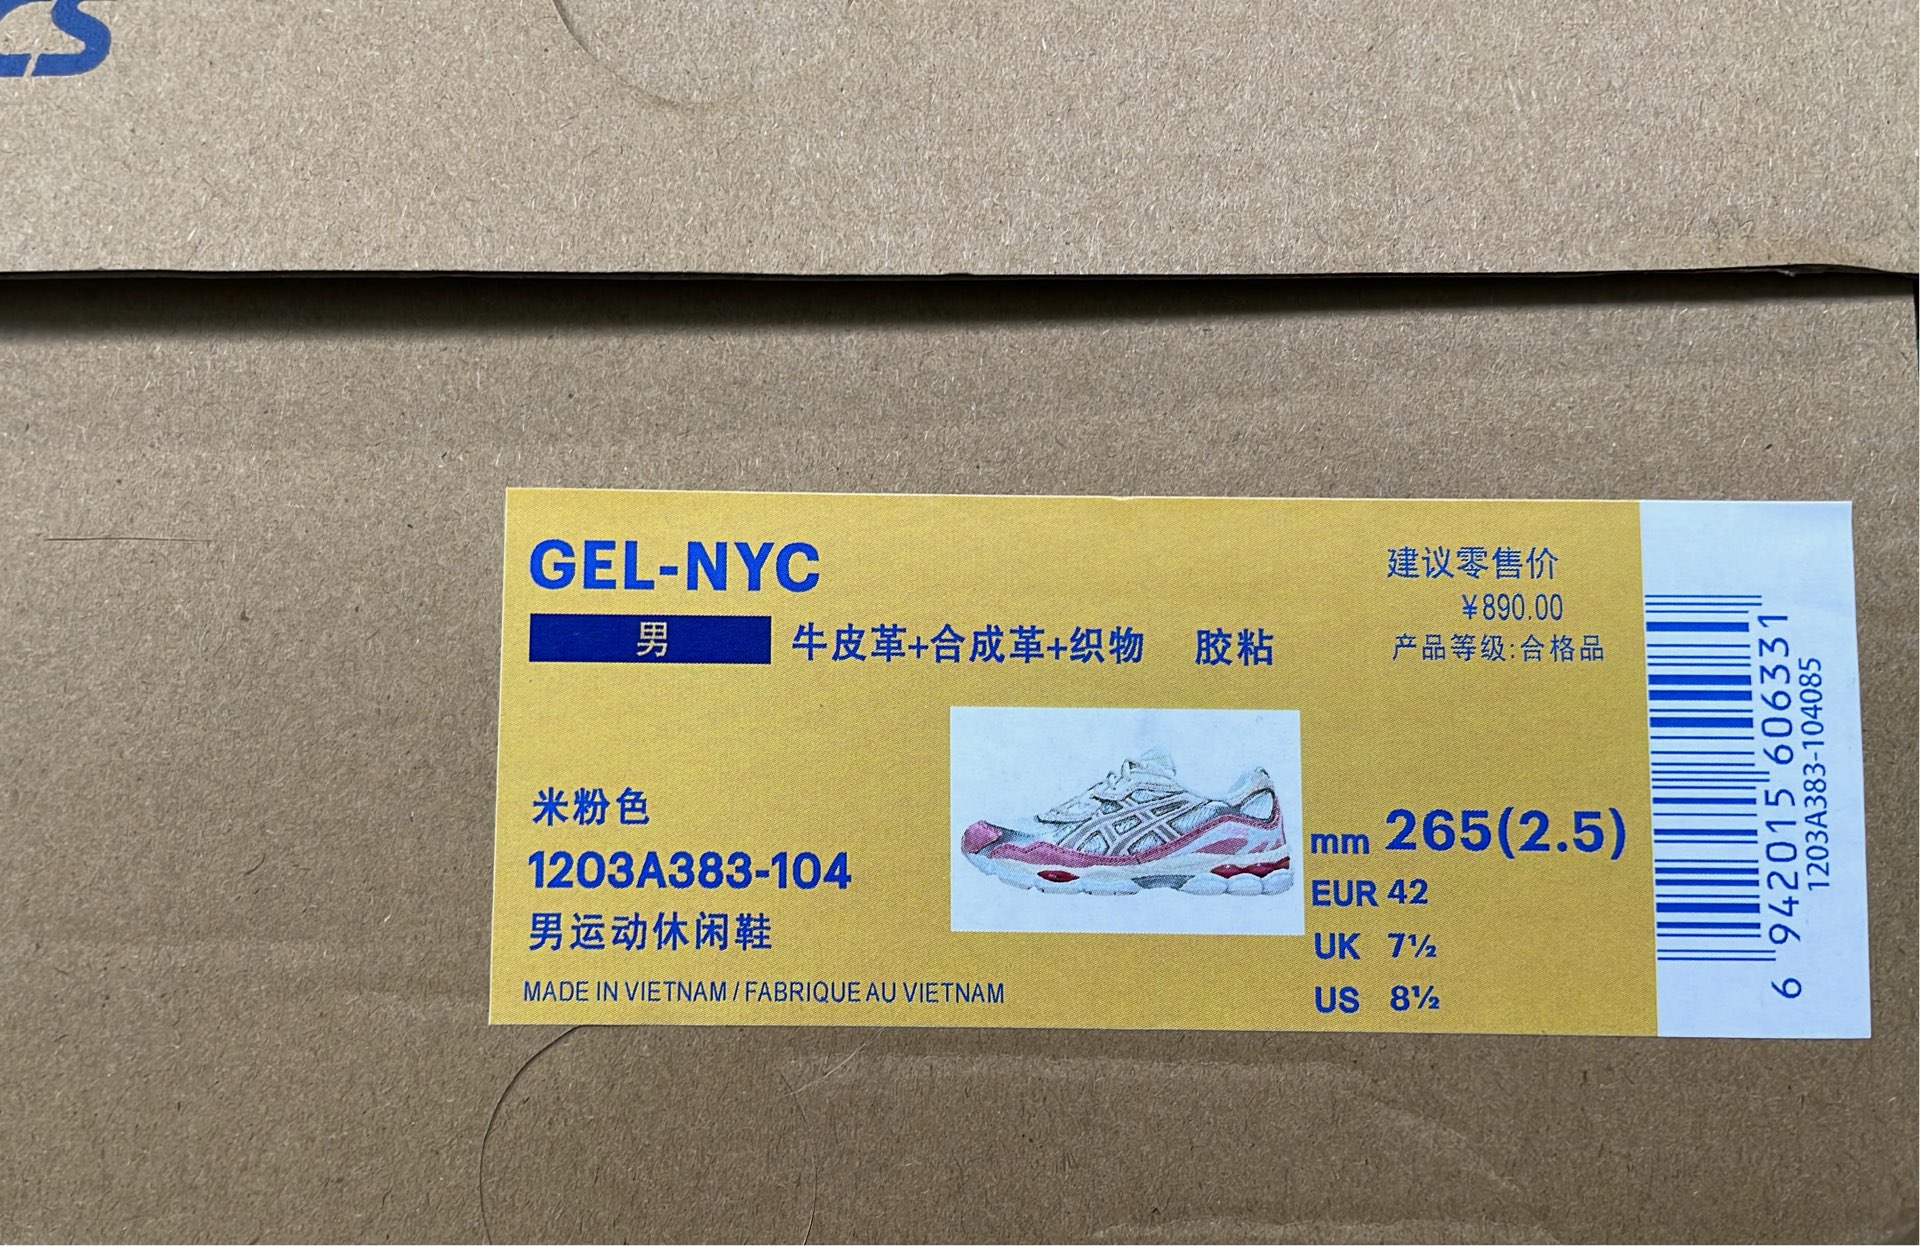 GEL-NYC
男
牛皮革+合成革+织物 胶粘
建议零售价
¥890.00
产品等级:合格品
米粉色
1203A383-104
男运动休闲鞋
MADE IN VIETNAM / FABRIQUE AU VIETNAM
mm 265(2.5)
EUR 42
UK 7½
US 8½
6 942015 606331
1203A383-104085